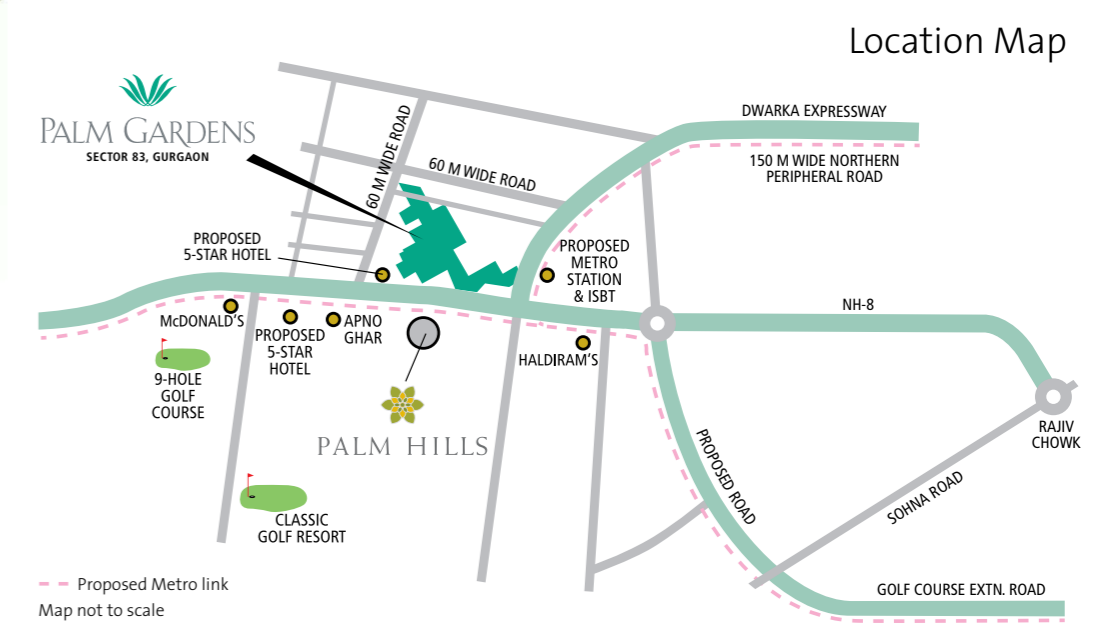 Location Map
PALM GARDENS
SECTOR 83, GURGAON
60 M WIDE ROAD
60 M WIDE ROAD
DWARKA EXPRESSWAY
150 M WIDE NORTHERN
PERIPHERAL ROAD
PROPOSED
5-STAR HOTEL
PROPOSED
METRO
STATION
& ISBT
NH-8
McDONALD'S
PROPOSED
5-STAR
HOTEL
APNO
GHAR
HALDIRAM'S
9-HOLE
GOLF
COURSE
PALM HILLS
RAJIV
CHOWK
PROPOSED ROAD
SOHNA ROAD
CLASSIC
GOLF RESORT
GOLF COURSE EXTN. ROAD
Proposed Metro link
Map not to scale